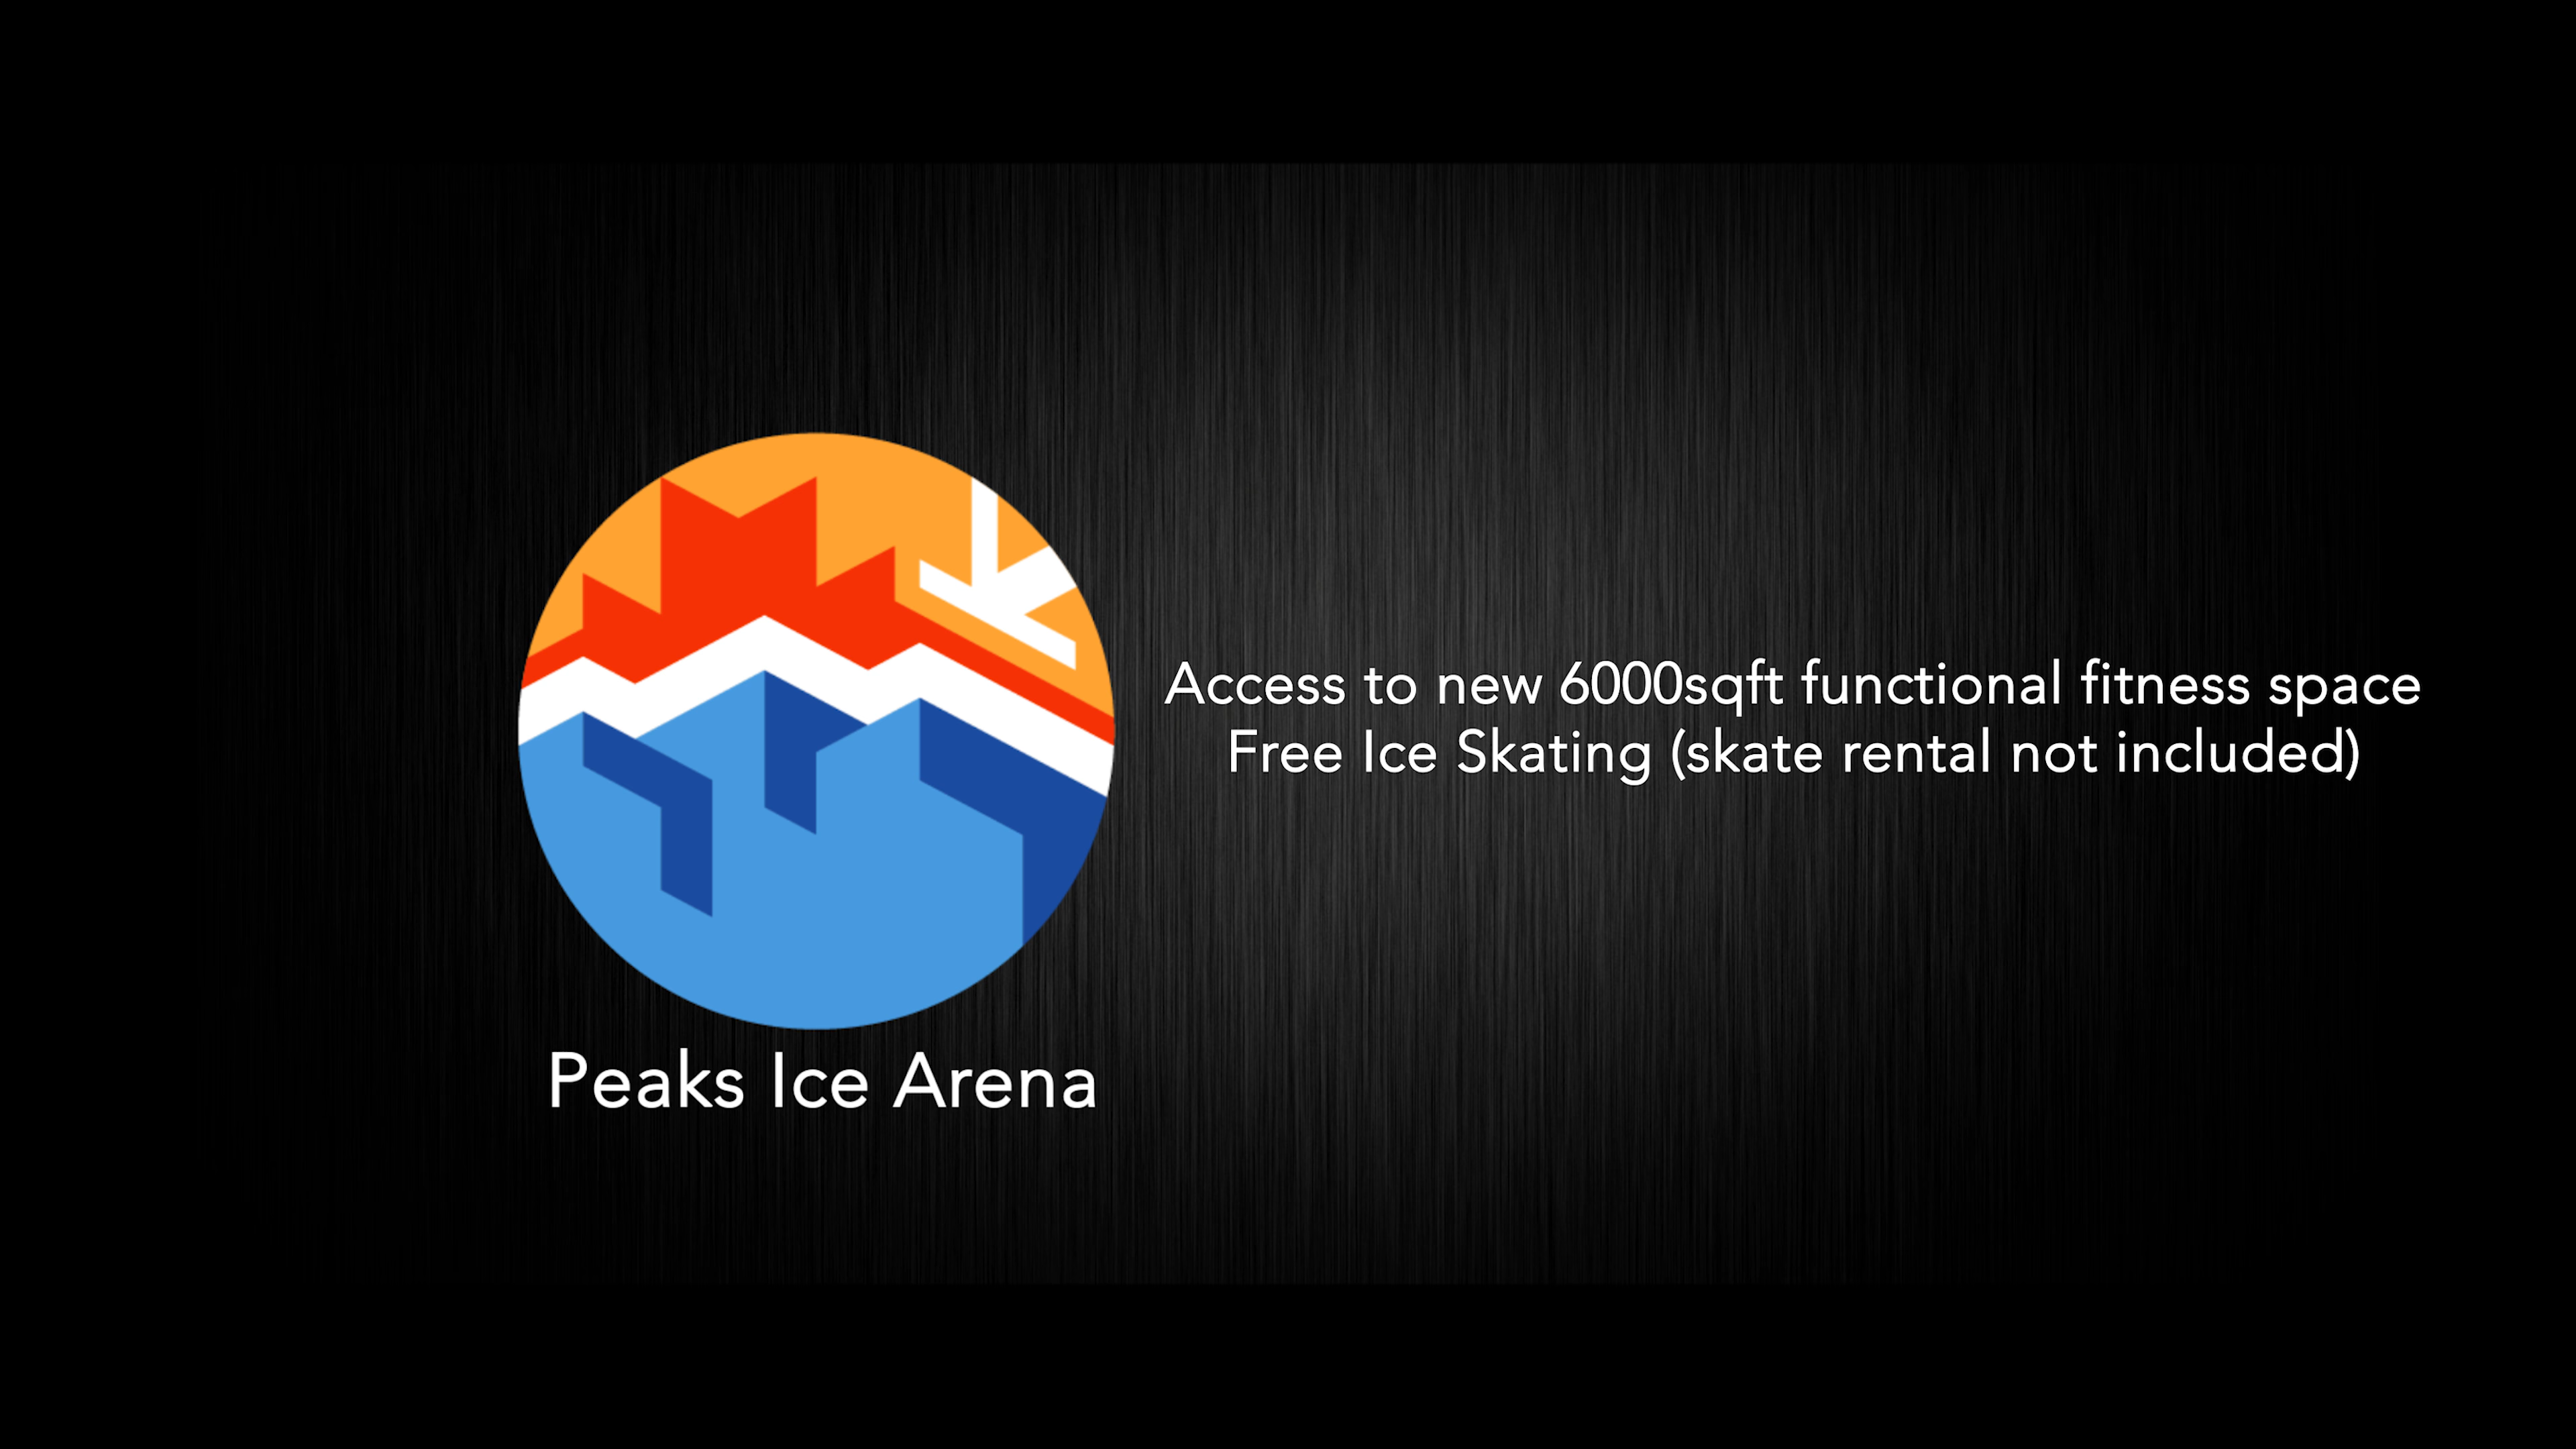 Access to new 6000sqft functional fitness space
Free Ice Skating (skate rental not included)
Peaks Ice Arena